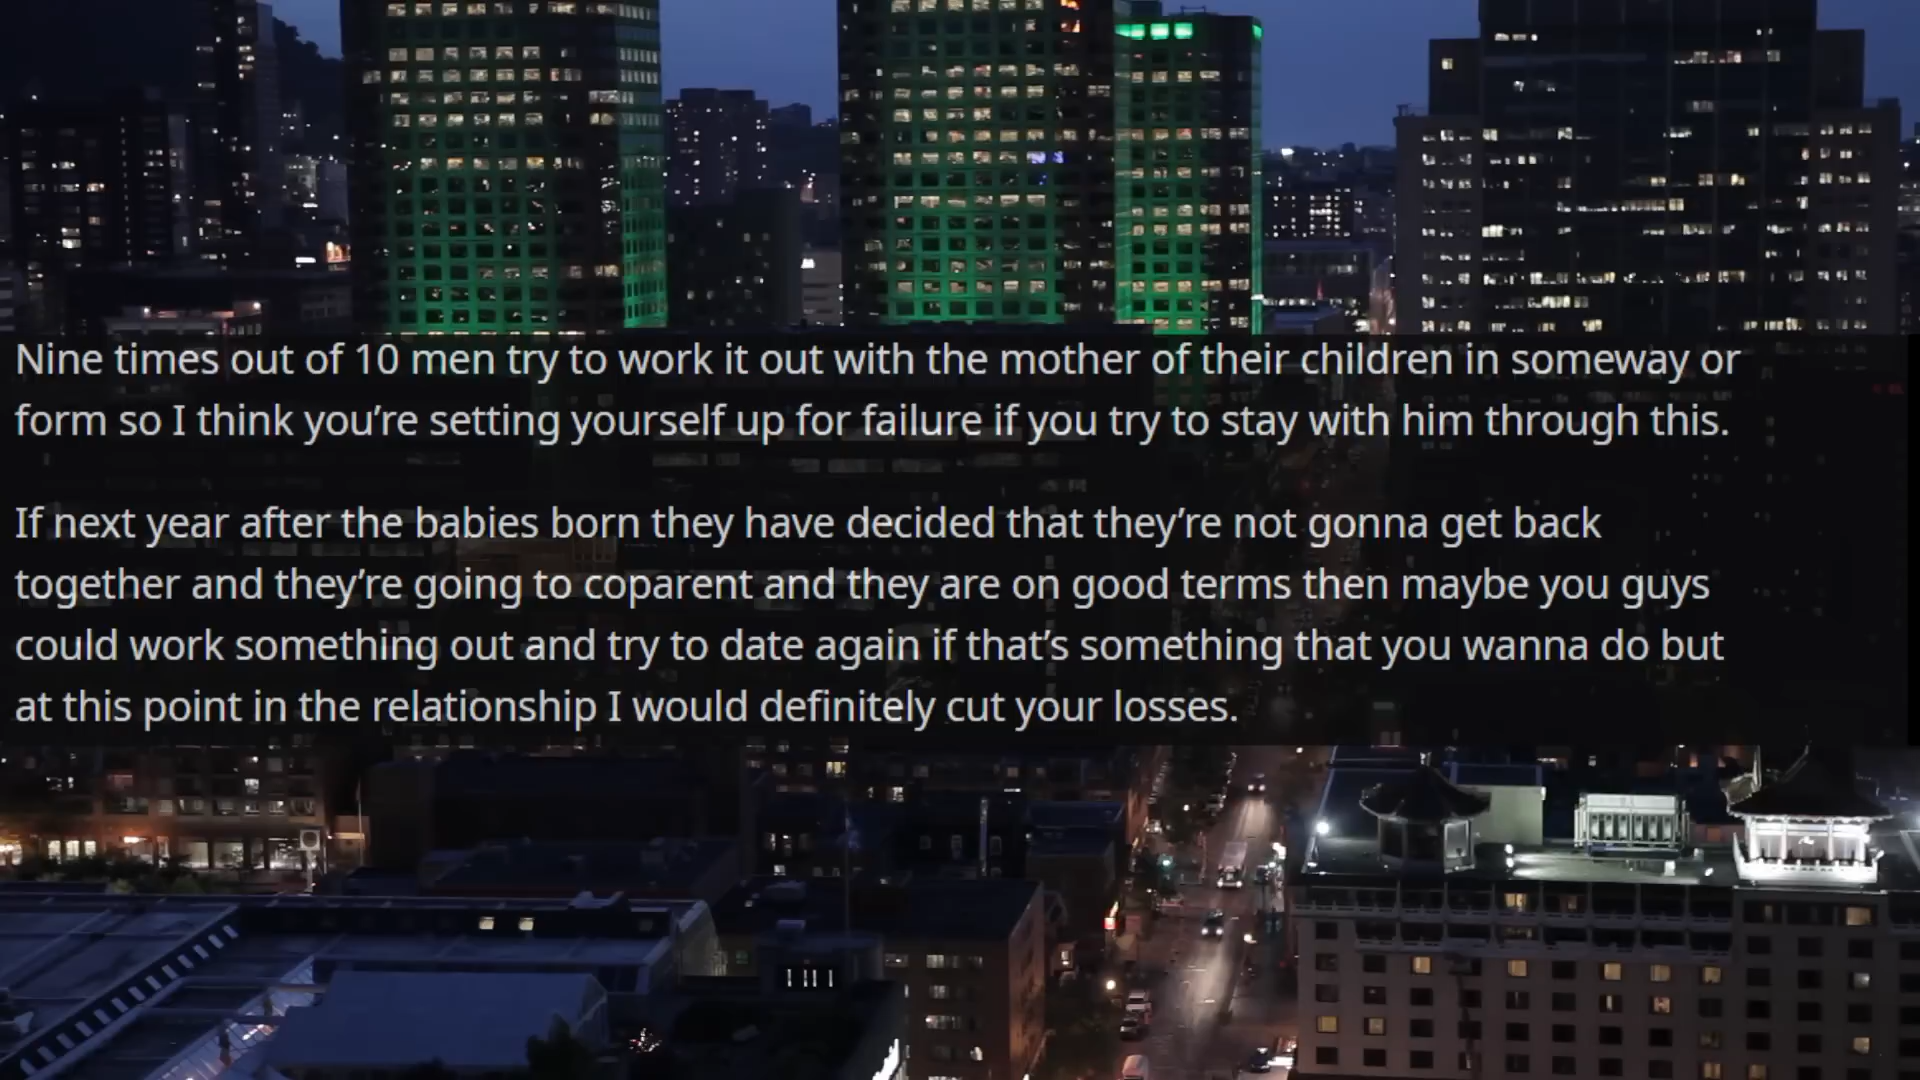 Nine times out of 10 men try to work it out with the mother of their children in someway or
form so I think you’re setting yourself up for failure if you try to stay with him through this.
If next year after the babies born they have decided that they’re not gonna get back
together and they’re going to coparent and they are on good terms then maybe you guys
could work something out and try to date again if that’s something that you wanna do but
at this point in the relationship I would definitely cut your losses.